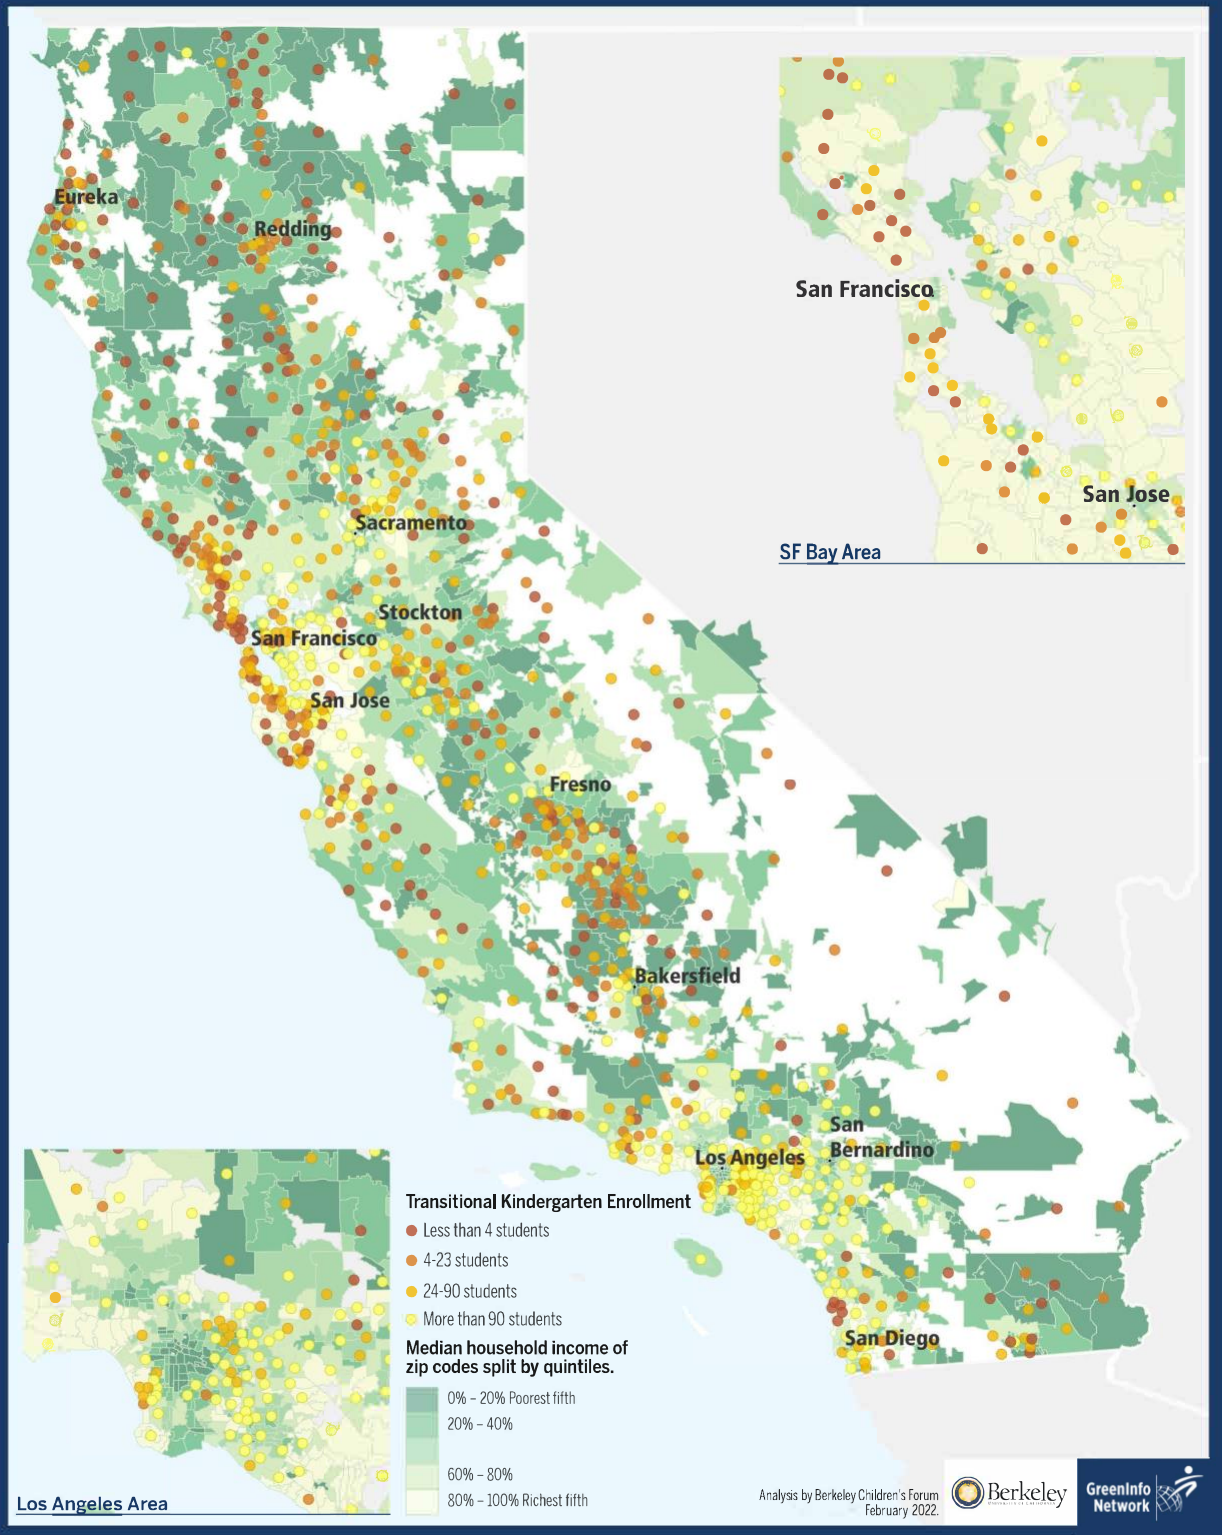 Eureka
Redding
San Francisco
San Jose
SF Bay Area
Sacramento
Stockton
San Francisco
San Jose
Fresno
Bakersfield
San
Bernardino
Los Angeles
San Diego
Transitional Kindergarten Enrollment
Less than 4 students
4-23 students
24-90 students
More than 90 students
Median household income of
zip codes split by quintiles.
0% – 20% Poorest fifth
20% – 40%
60% – 80%
80% – 100% Richest fifth
Los Angeles Area
Analysis by Berkeley Children's Forum
February 2022.
Berkeley
GreenInfo
Network